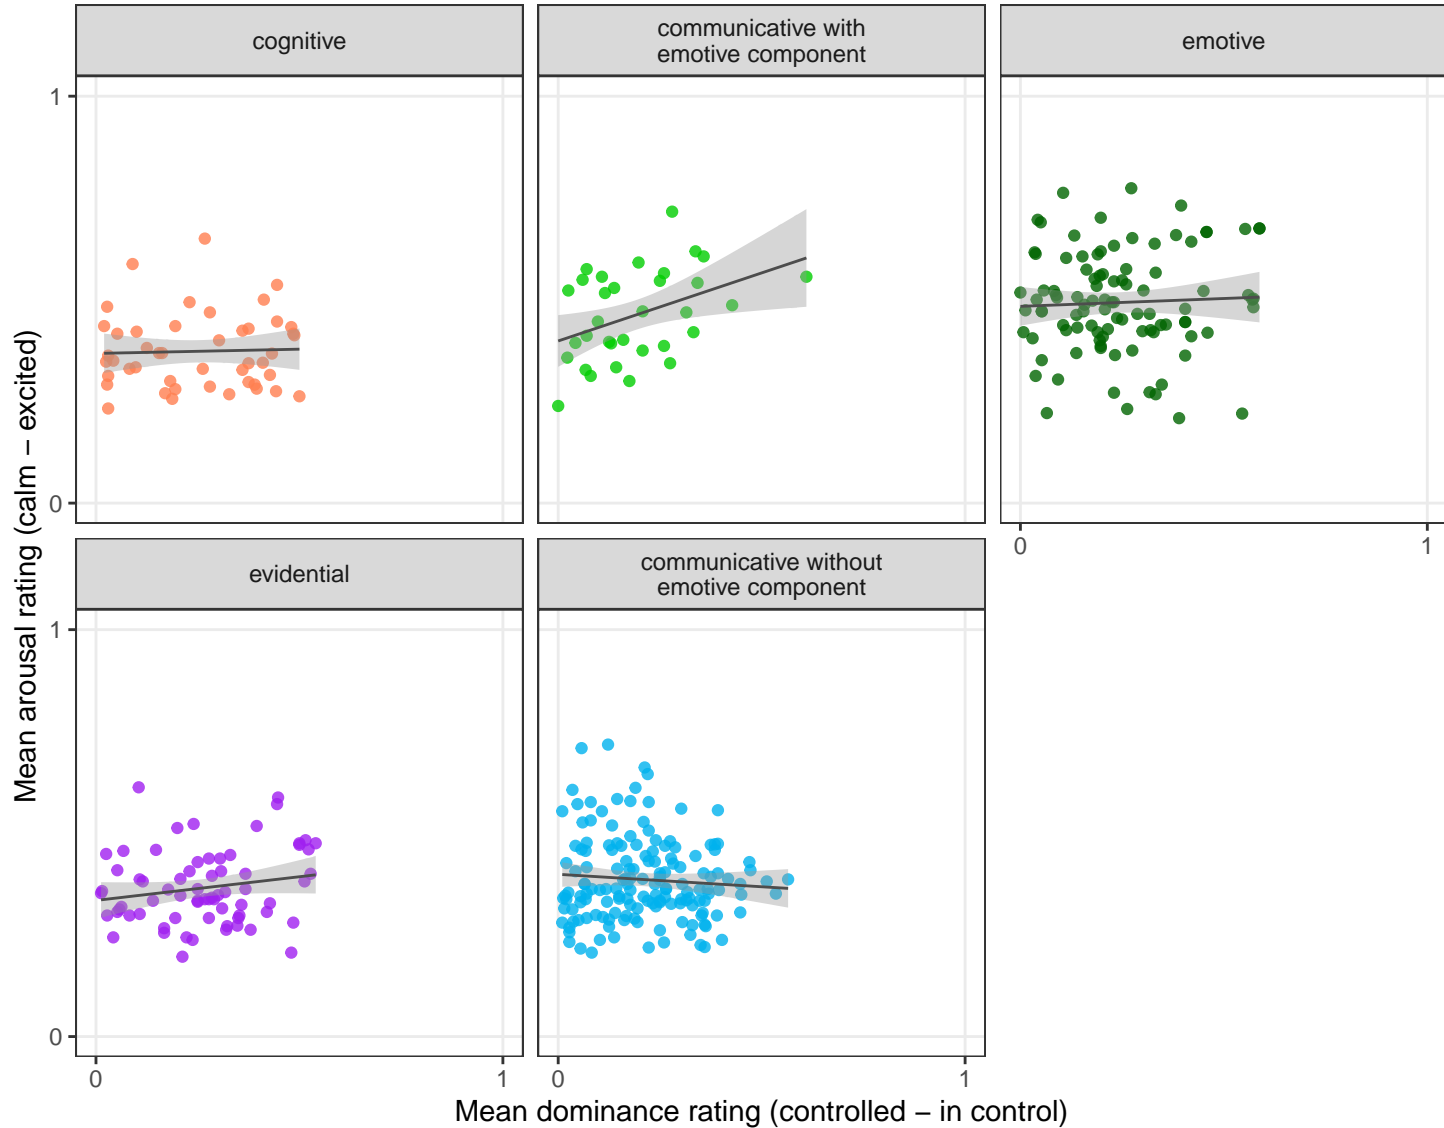 cognitive
communicative with
emotive component
emotive
1
0
0 1
evidential
communicative without
emotive component
1
0
0 1 0 1
Mean dominance rating (controlled – in control)
Mean arousal rating (calm – excited)